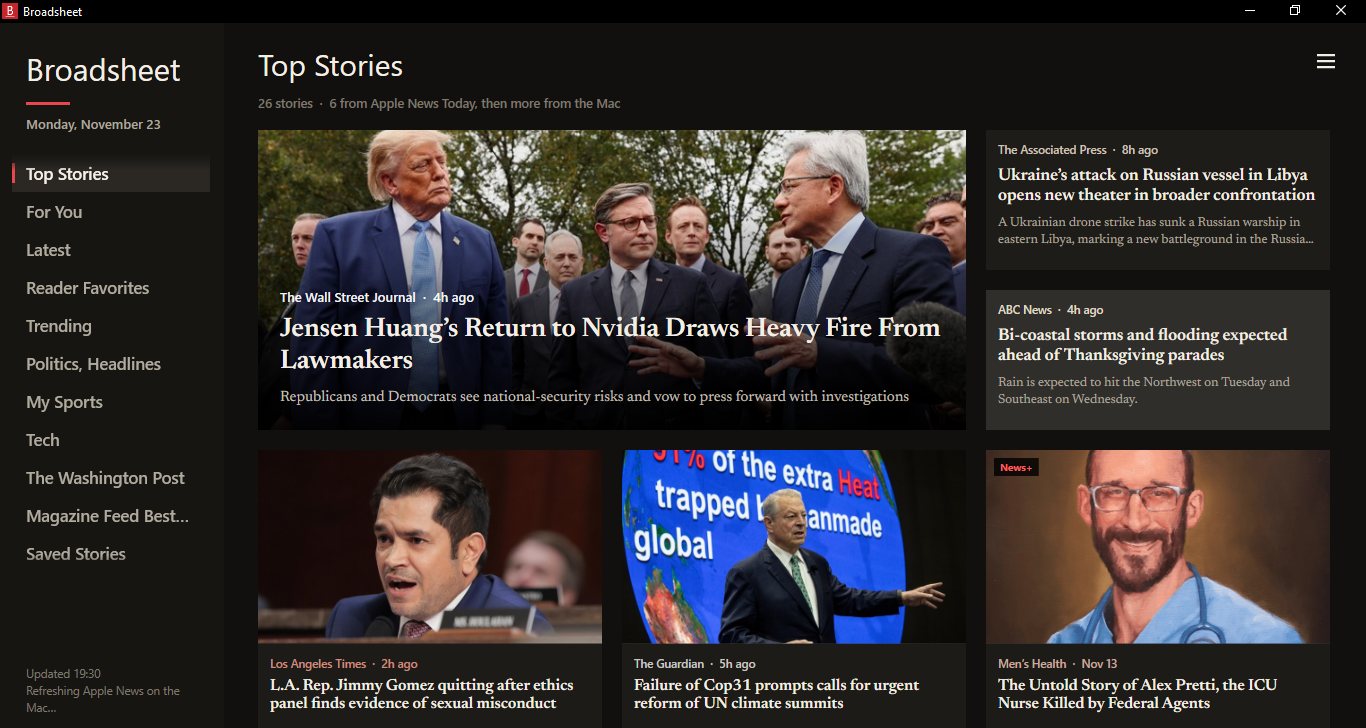 B Broadsheet
Broadsheet
Monday, November 23
Top Stories
For You
Latest
Reader Favorites
Trending
Politics, Headlines
My Sports
Tech
The Washington Post
Magazine Feed Best...
Saved Stories
Updated 19:30
Refreshing Apple News on the
Mac...
Top Stories
26 stories · 6 from Apple News Today, then more from the Mac
The Wall Street Journal · 4h ago
Jensen Huang’s Return to Nvidia Draws Heavy Fire From
Lawmakers
Republicans and Democrats see national-security risks and vow to press forward with investigations
The Associated Press · 8h ago
Ukraine’s attack on Russian vessel in Libya
opens new theater in broader confrontation
A Ukrainian drone strike has sunk a Russian warship in
eastern Libya, marking a new battleground in the Russia...
ABC News · 4h ago
Bi-coastal storms and flooding expected
ahead of Thanksgiving parades
Rain is expected to hit the Northwest on Tuesday and
Southeast on Wednesday.
Los Angeles Times · 2h ago
L.A. Rep. Jimmy Gomez quitting after ethics
panel finds evidence of sexual misconduct
of the extra Heat
trapped
global
The Guardian · 5h ago
Failure of Cop31 prompts calls for urgent
reform of UN climate summits
News+
Men’s Health · Nov 13
The Untold Story of Alex Pretti, the ICU
Nurse Killed by Federal Agents